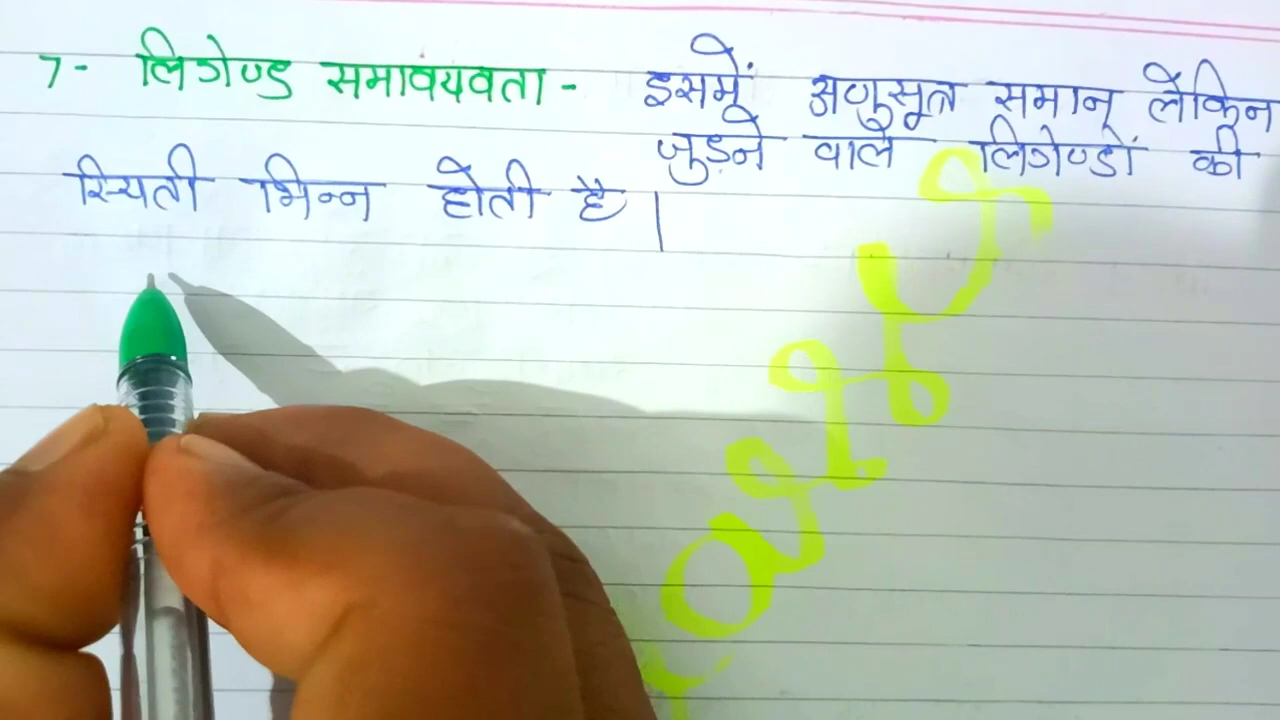 7- लिगेण्ड समावयवता - इसमें अणुसूत्र समान लेकिन
जुड़ने वाले लिगेण्डों की
स्थिती भिन्न होती है।